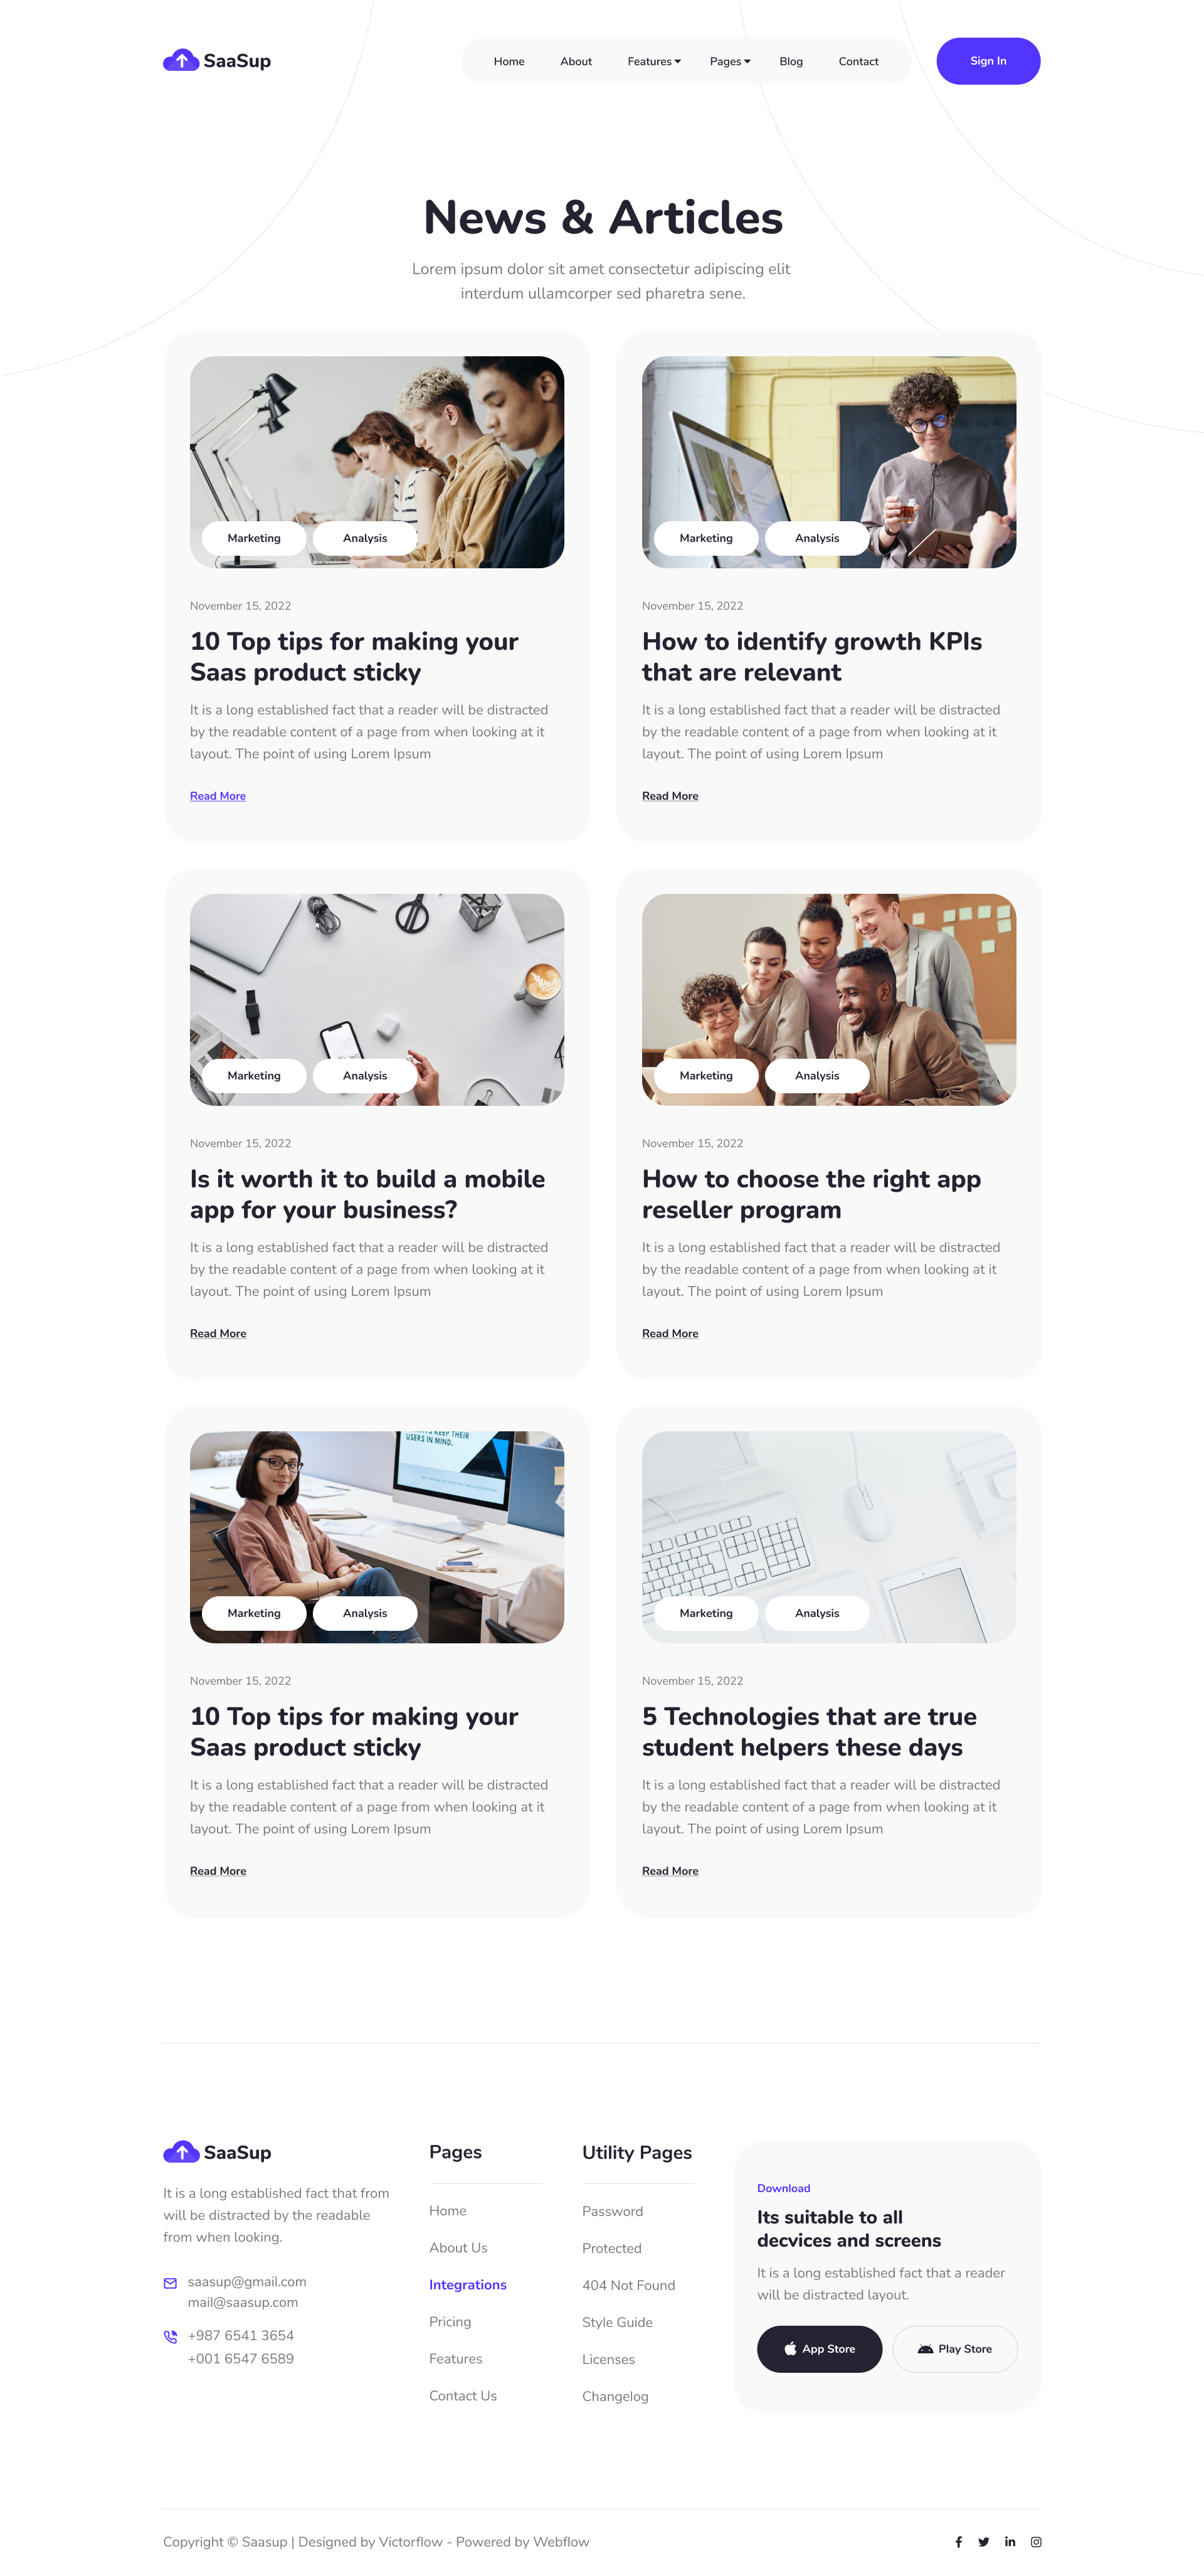 SaaSup
Home
About
Features
Pages
Blog
Contact
Sign In
News & Articles
Lorem ipsum dolor sit amet consectetur adipiscing elit
interdum ullamcorper sed pharetra sene.
Marketing
Analysis
November 15, 2022
10 Top tips for making your
Saas product sticky
It is a long established fact that a reader will be distracted
by the readable content of a page from when looking at it
layout. The point of using Lorem Ipsum
Read More
Marketing
Analysis
November 15, 2022
How to identify growth KPIs
that are relevant
It is a long established fact that a reader will be distracted
by the readable content of a page from when looking at it
layout. The point of using Lorem Ipsum
Read More
Marketing
Analysis
November 15, 2022
Is it worth it to build a mobile
app for your business?
It is a long established fact that a reader will be distracted
by the readable content of a page from when looking at it
layout. The point of using Lorem Ipsum
Read More
Marketing
Analysis
November 15, 2022
How to choose the right app
reseller program
It is a long established fact that a reader will be distracted
by the readable content of a page from when looking at it
layout. The point of using Lorem Ipsum
Read More
KEEP THEIR
USERS IN MIND.
Marketing
Analysis
November 15, 2022
10 Top tips for making your
Saas product sticky
It is a long established fact that a reader will be distracted
by the readable content of a page from when looking at it
layout. The point of using Lorem Ipsum
Read More
Marketing
Analysis
November 15, 2022
5 Technologies that are true
student helpers these days
It is a long established fact that a reader will be distracted
by the readable content of a page from when looking at it
layout. The point of using Lorem Ipsum
Read More
SaaSup
It is a long established fact that from
will be distracted by the readable
from when looking.
saasup@gmail.com
mail@saasup.com
+987 6541 3654
+001 6547 6589
Pages
Home
About Us
Integrations
Pricing
Features
Contact Us
Utility Pages
Password
Protected
404 Not Found
Style Guide
Licenses
Changelog
Download
Its suitable to all
decvices and screens
It is a long established fact that a reader
will be distracted layout.
App Store
Play Store
Copyright © Saasup | Designed by Victorflow - Powered by Webflow